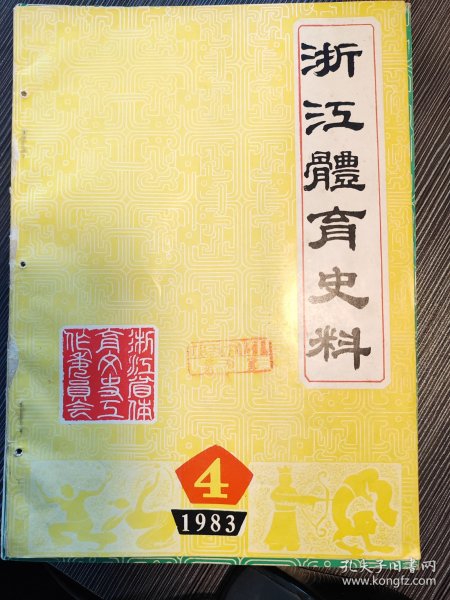 浙江體育史料
浙江省体
育文史工
作委員会
4
1983
孔夫子旧书网
www.kongfz.com